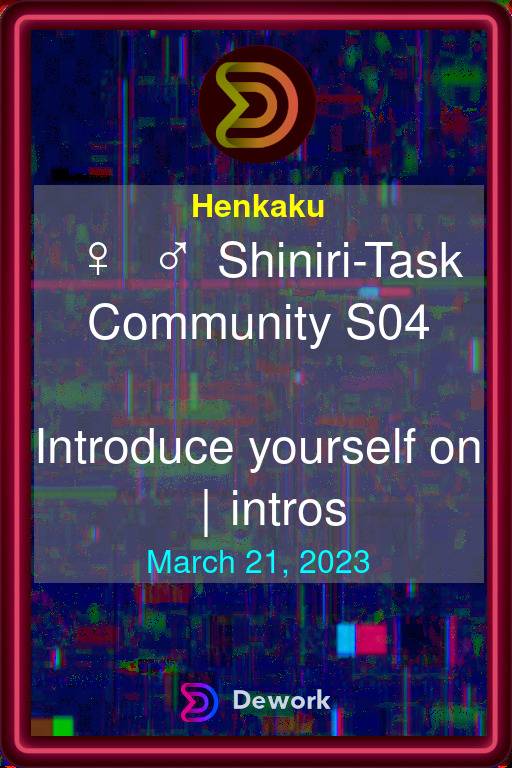 Henkaku
♀ ♂ Shiniri-Task
Community S04
Introduce yourself on
| intros
March 21, 2023
Dework